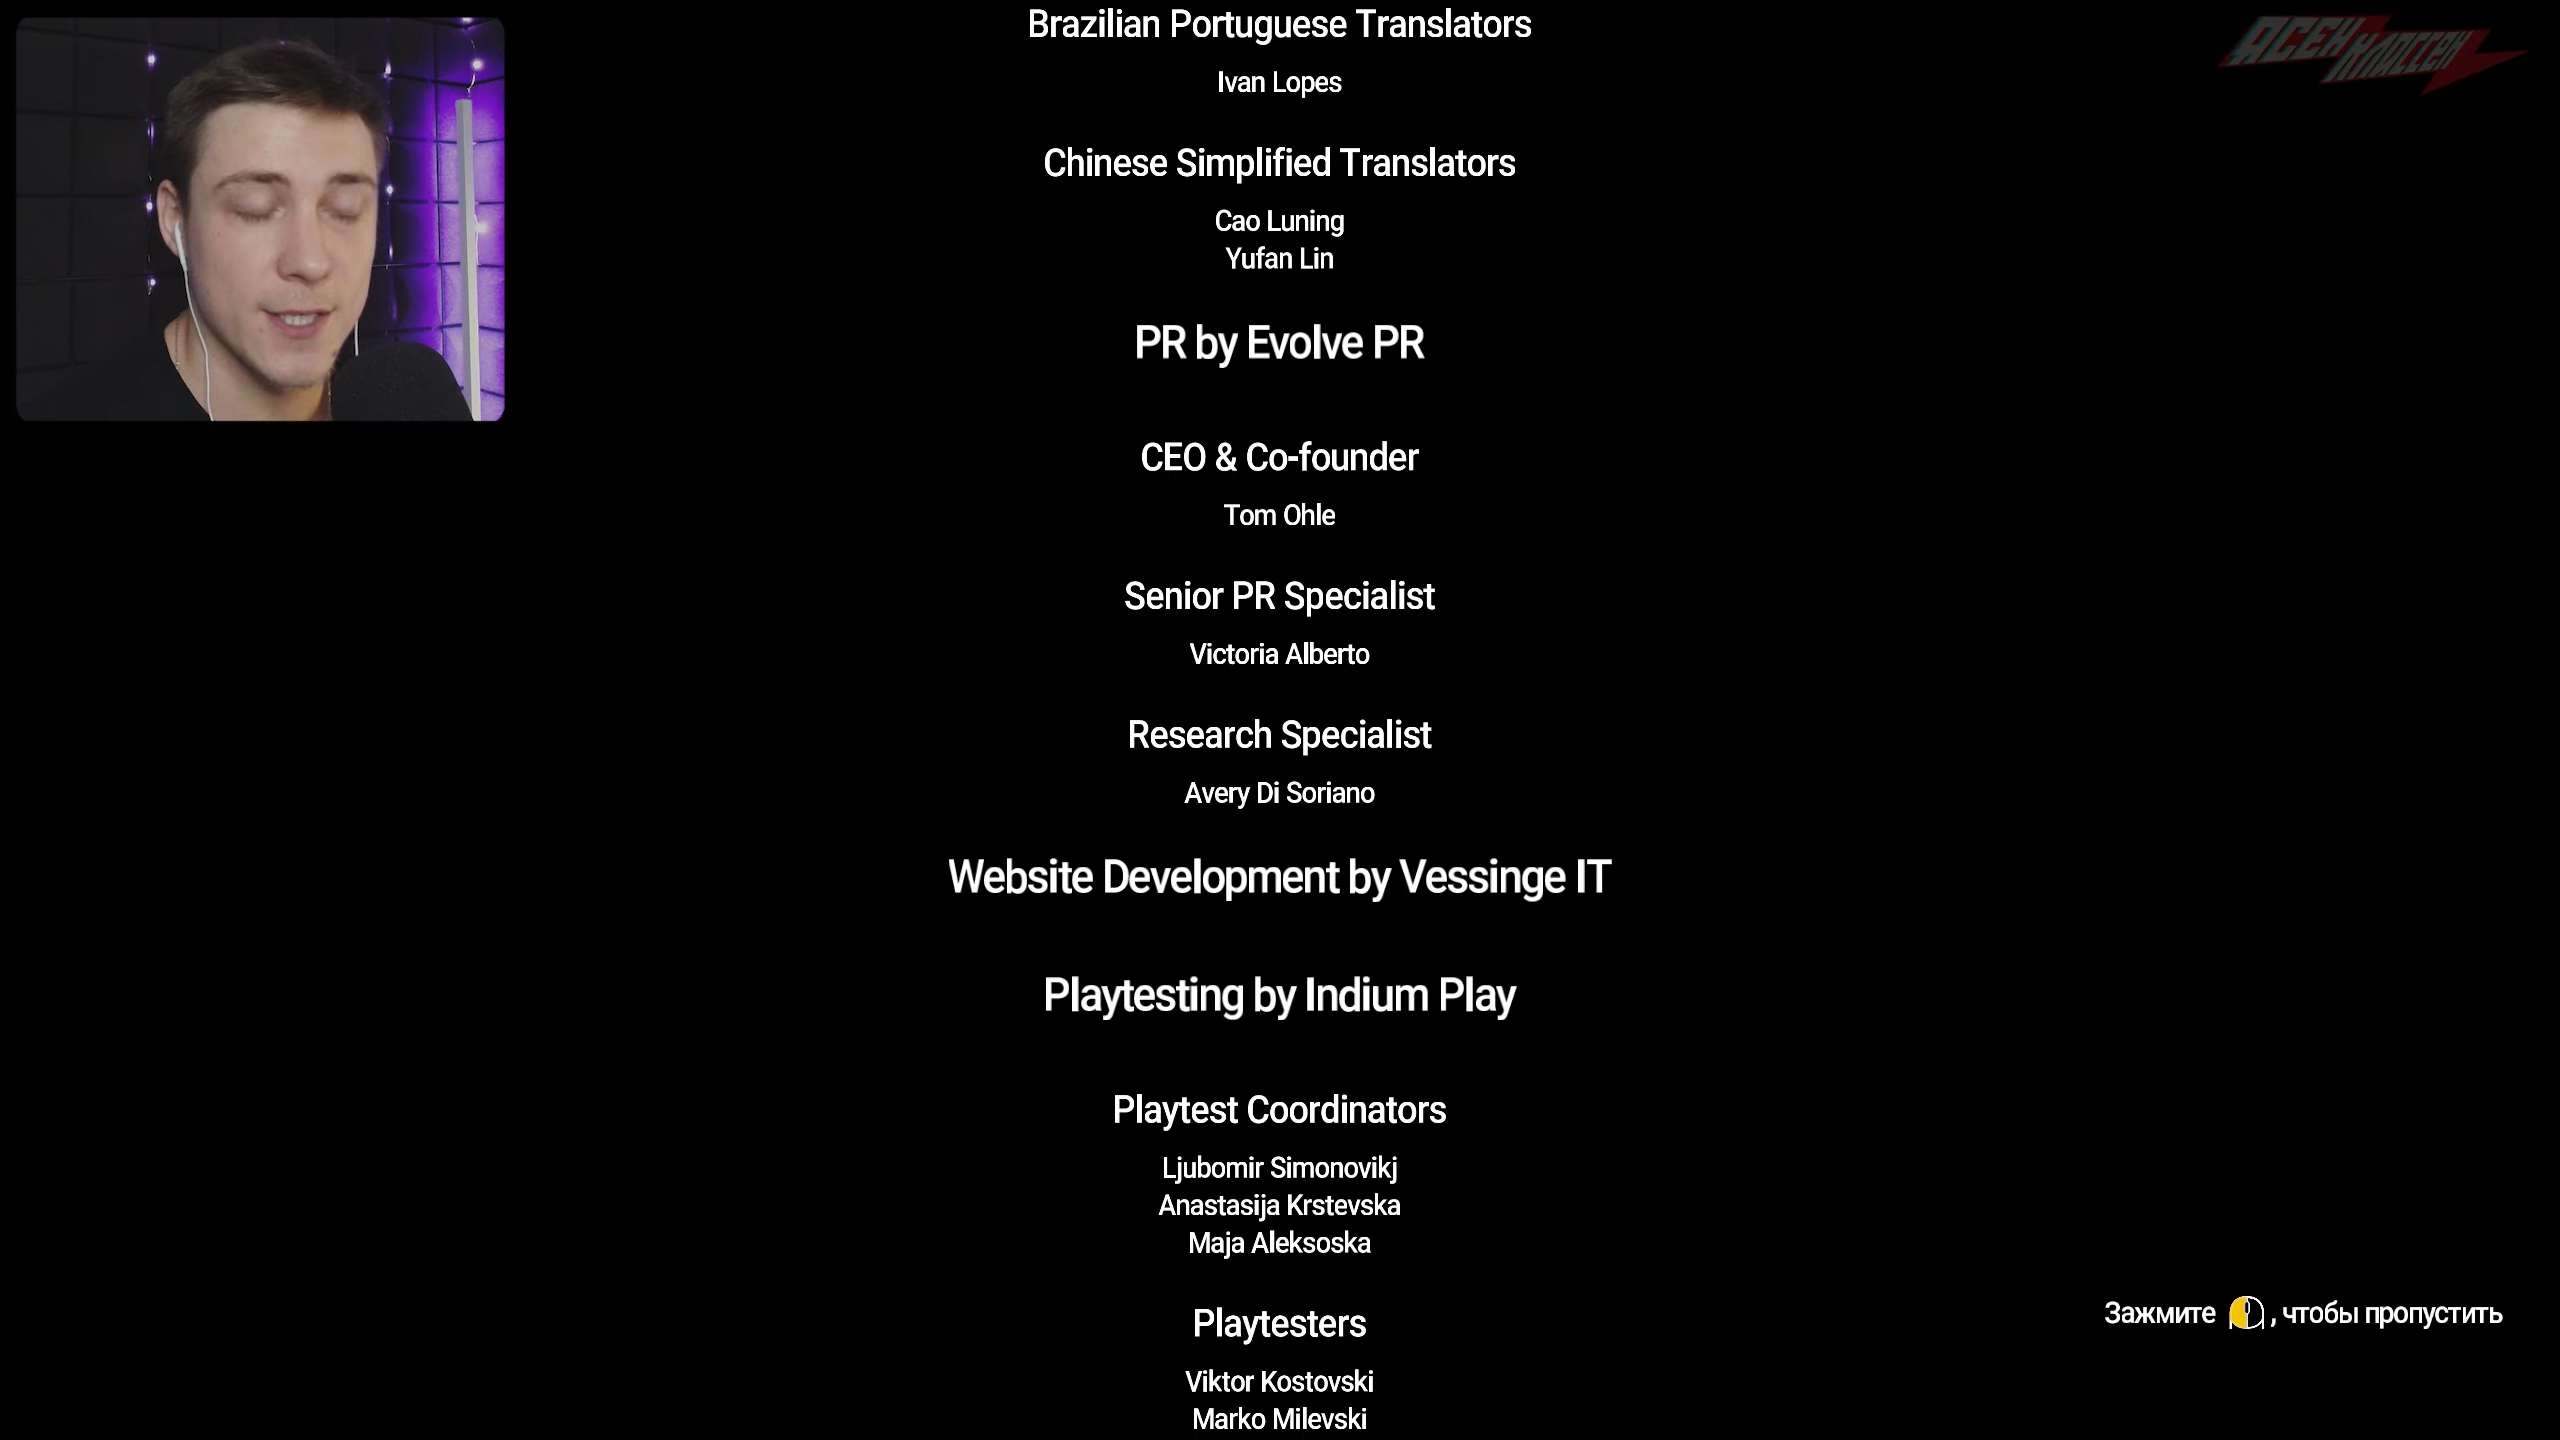 Brazilian Portuguese Translators
Ivan Lopes
Chinese Simplified Translators
Cao Luning
Yufan Lin
PR by Evolve PR
CEO & Co-founder
Tom Ohle
Senior PR Specialist
Victoria Alberto
Research Specialist
Avery Di Soriano
Website Development by Vessinge IT
Playtesting by Indium Play
Playtest Coordinators
Ljubomir Simonovikj
Anastasija Krstevska
Maja Aleksoska
Playtesters
Viktor Kostovski
Marko Milevski
Зажмите , чтобы пропустить
ЯСЕН
КЛАССЕН